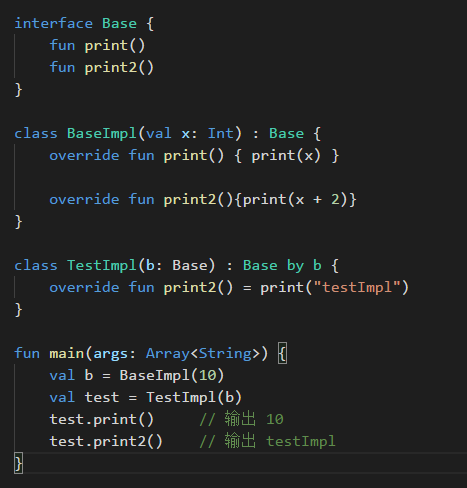 interface Base {
    fun print()
    fun print2()
}

class BaseImpl(val x: Int) : Base {
    override fun print() { print(x) }

    override fun print2(){print(x + 2)}
}

class TestImpl(b: Base) : Base by b {
    override fun print2() = print("testImpl")
}

fun main(args: Array<String>) {
    val b = BaseImpl(10)
    val test = TestImpl(b)
    test.print()     // 输出 10
    test.print2()    // 输出 testImpl
}